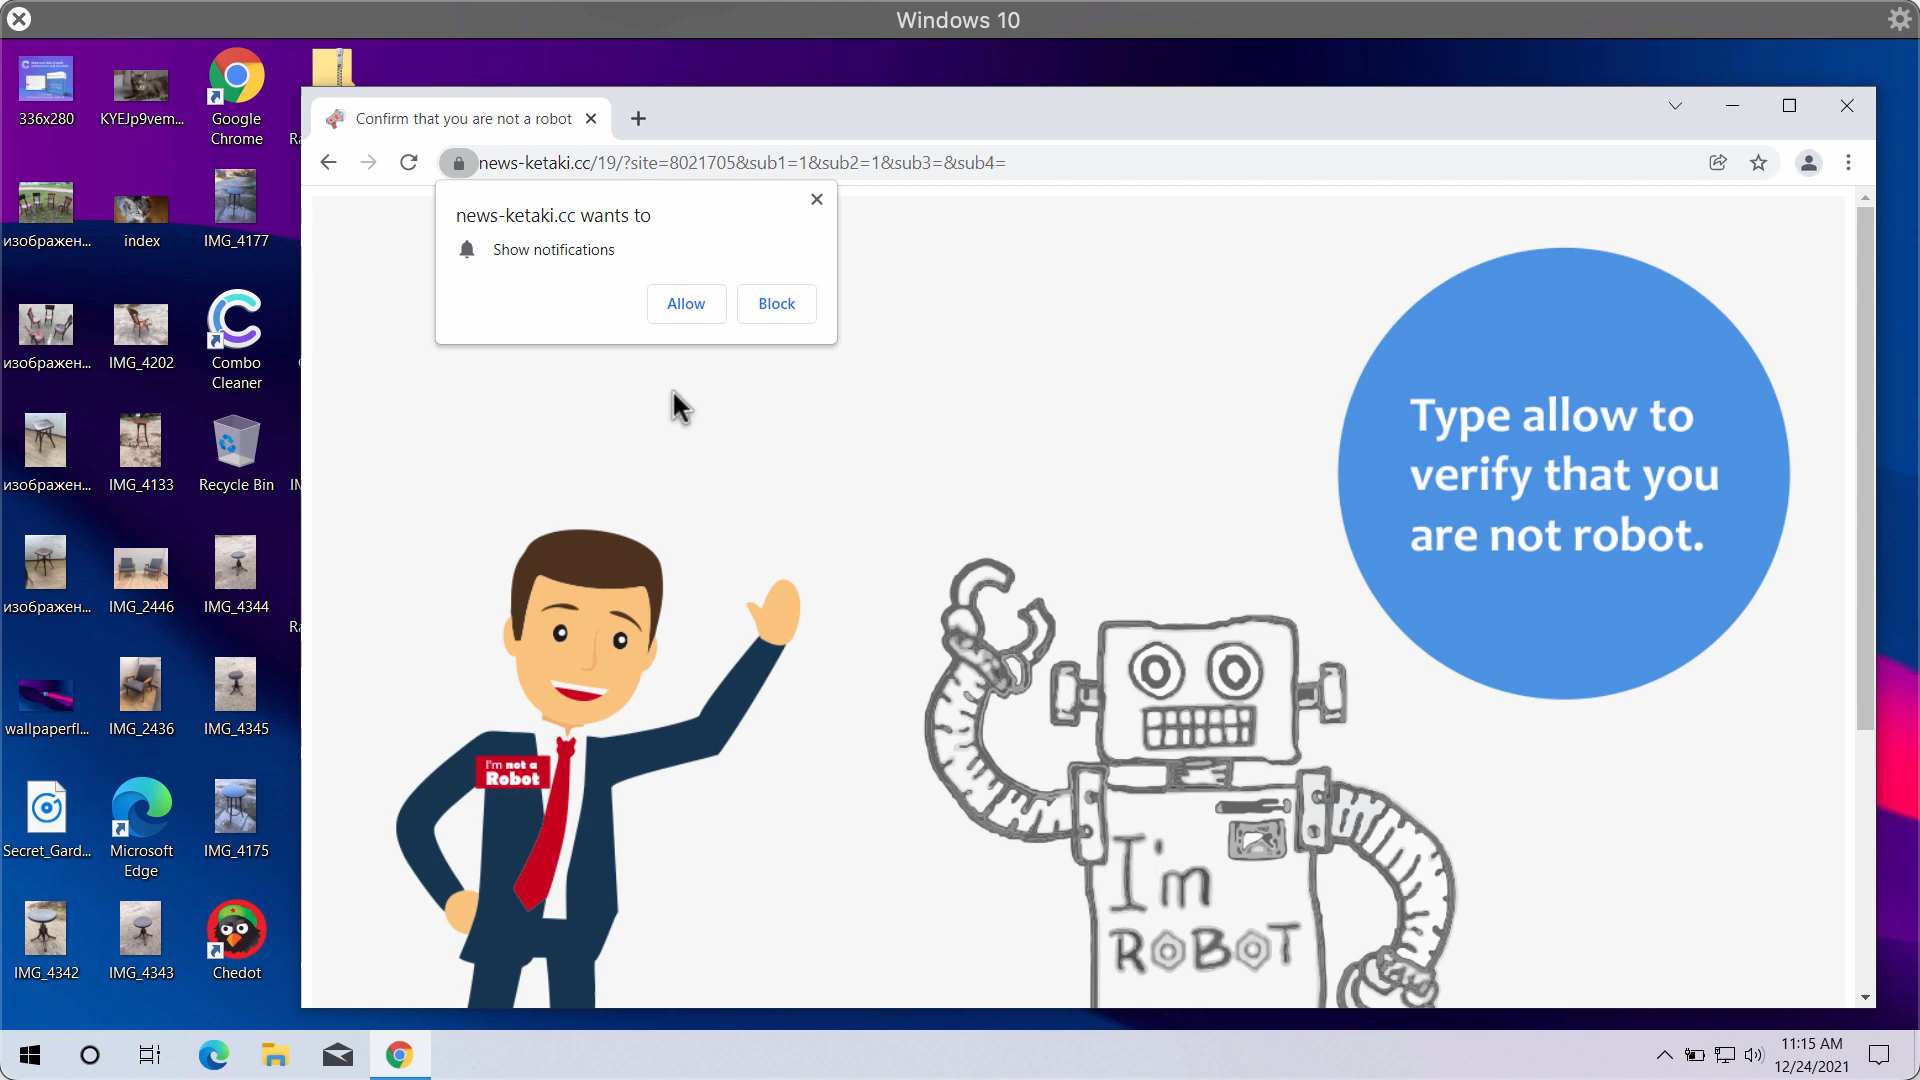 Windows 10
336x280
KYEJp9vem...
Google
Chrome
изображен...
index
IMG_4177
изображен...
IMG_4202
Combo
Cleaner
изображен...
IMG_4133
Recycle Bin
изображен...
IMG_2446
IMG_4344
wallpaperfl...
IMG_2436
IMG_4345
Secret_Gard...
Microsoft
Edge
IMG_4175
IMG_4342
IMG_4343
Chedot
Confirm that you are not a robot
news-ketaki.cc/19/?site=8021705&sub1=1&sub2=1&sub3=&sub4=
news-ketaki.cc wants to
Show notifications
Allow
Block
Type allow to
verify that you
are not robot.
I'm not a
Robot
I'm
ROBOT
11:15 AM
12/24/2021